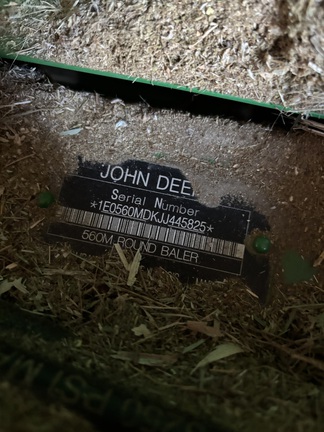 JOHN DEE
Serial Number
*1E0560MDKJJ445825*
560M ROUND BALER